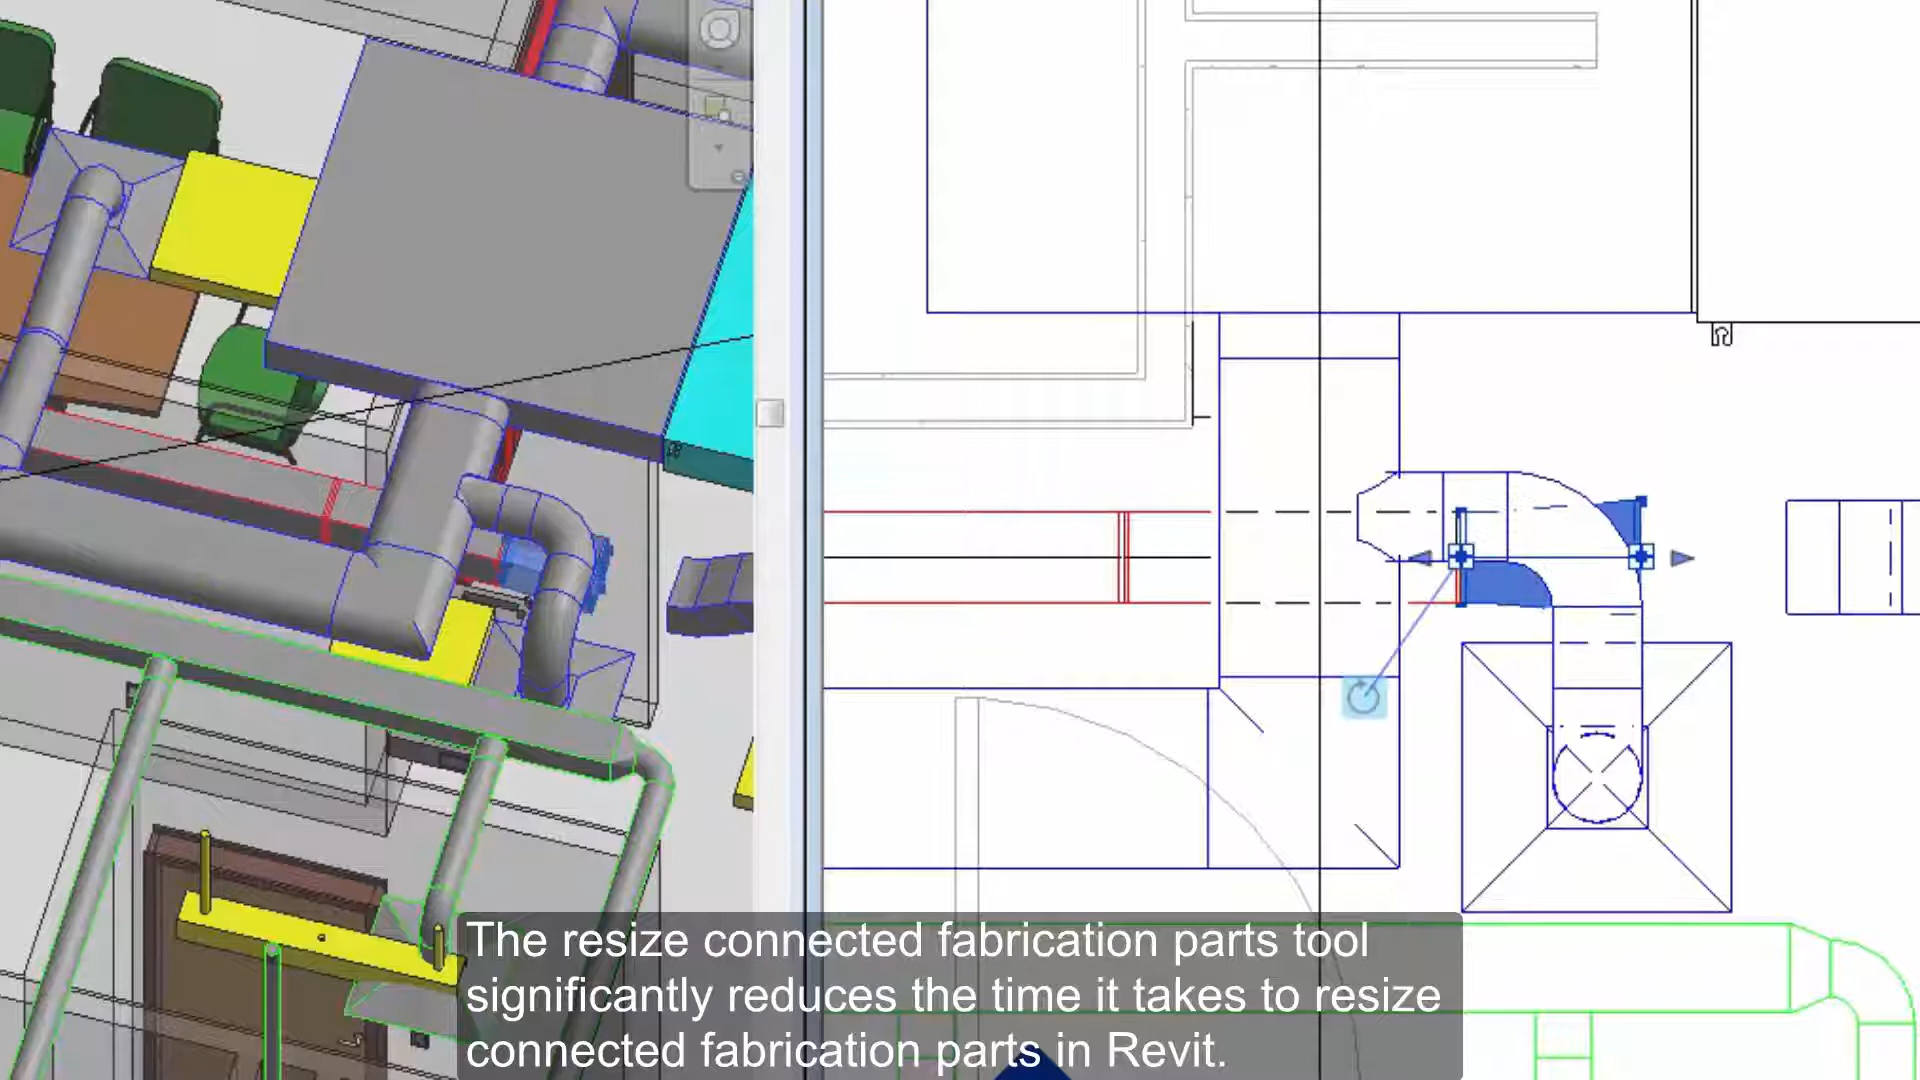 The resize connected fabrication parts tool
significantly reduces the time it takes to resize
connected fabrication parts in Revit.